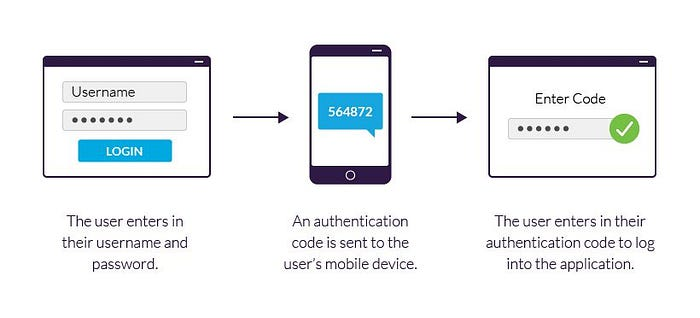 Username
LOGIN
564872
Enter Code
The user enters in
their username and
password.
An authentication
code is sent to the
user's mobile device.
The user enters in their
authentication code to log
into the application.